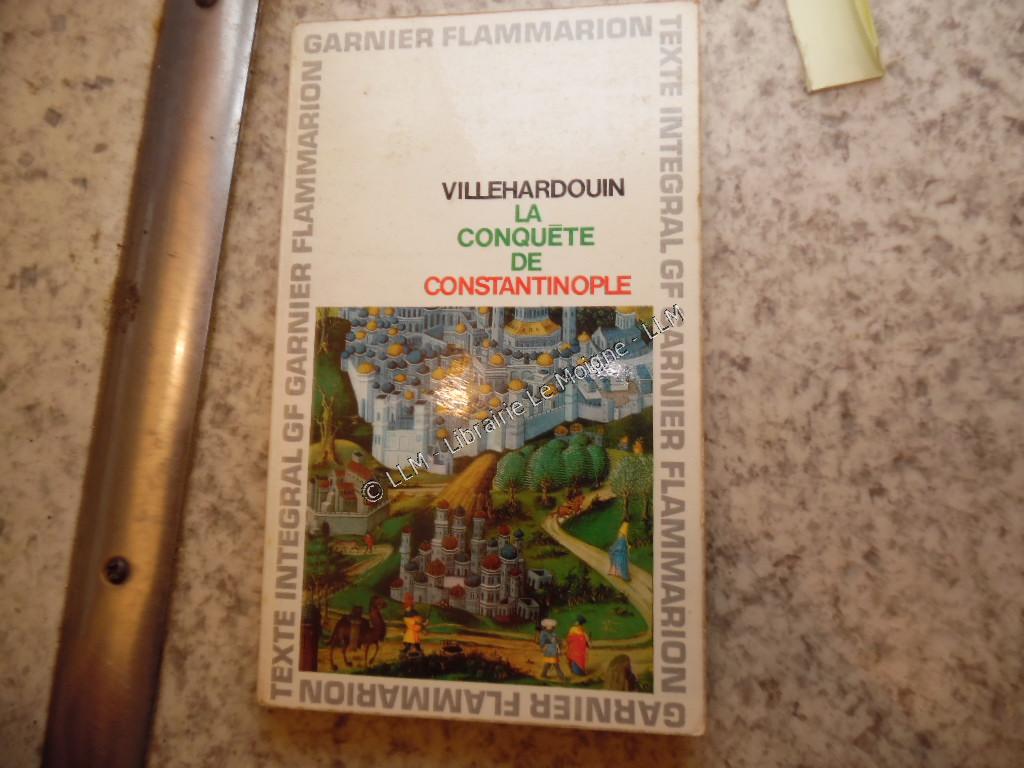 GARNIER FLAMMARION
TEXTE INTEGRAL GF GARNIER FLAMMARION
TEXTE INTEGRAL GF GARNIER FLAMMARION
VILLEHARDOUIN
LA
CONQUÊTE
DE
CONSTANTINOPLE
© LLM - Librairie Le Moigne - LLM
GARNIER FLAMMARION